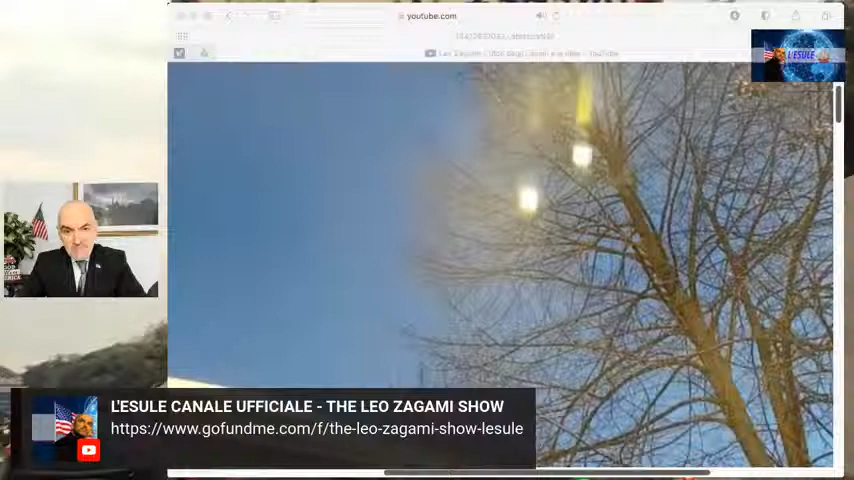 youtube.com
L'ESULE
L'ESULE CANALE UFFICIALE - THE LEO ZAGAMI SHOW
https://www.gofundme.com/f/the-leo-zagami-show-lesule